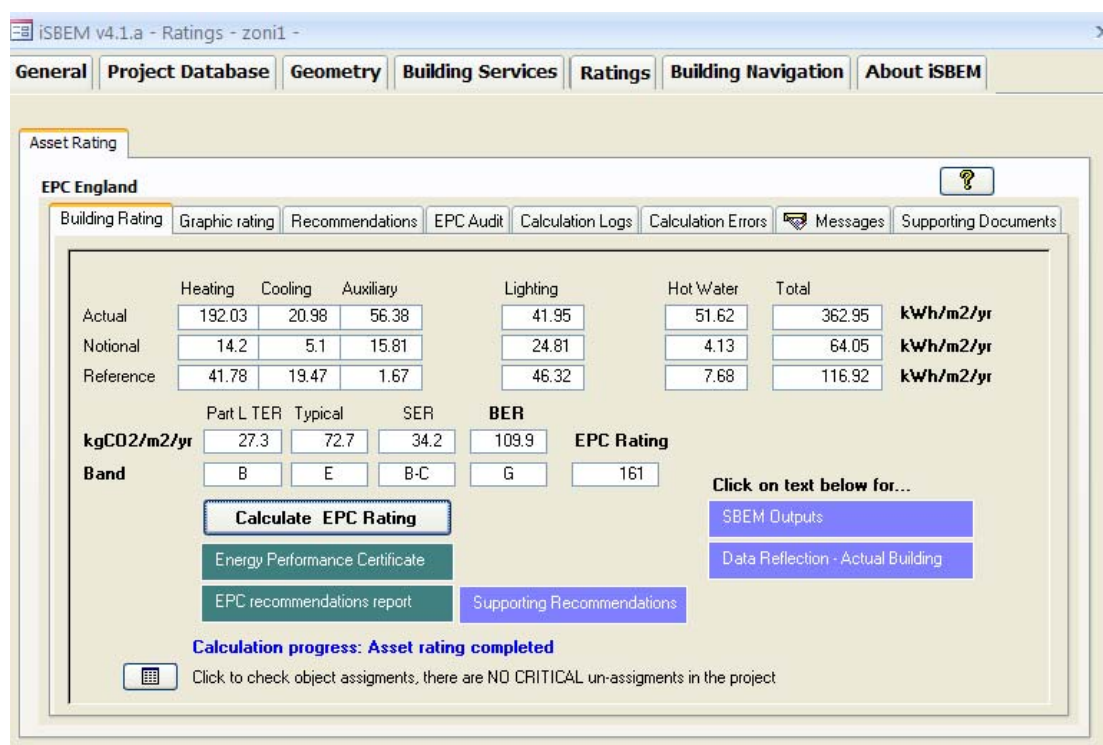 iSBEM v4.1.a - Ratings - zoni1 -
General Project Database Geometry Building Services Ratings Building Navigation About iSBEM
Asset Rating
EPC England ?
Building Rating Graphic rating Recommendations EPC Audit Calculation Logs Calculation Errors Messages Supporting Documents
Heating Cooling Auxiliary Lighting Hot Water Total
Actual 192.03 20.98 56.38 41.95 51.62 362.95 kWh/m2/yr
Notional 14.2 5.1 15.81 24.81 4.13 64.05 kWh/m2/yr
Reference 41.78 19.47 1.67 46.32 7.68 116.92 kWh/m2/yr
Part L TER Typical SER BER
kgCO2/m2/yr 27.3 72.7 34.2 109.9 EPC Rating
Band B E B-C G 161
Click on text below for...
Calculate EPC Rating SBEM Outputs
Energy Performance Certificate Data Reflection - Actual Building
EPC recommendations report Supporting Recommendations
Calculation progress: Asset rating completed
Click to check object assigments, there are NO CRITICAL un-assigments in the project